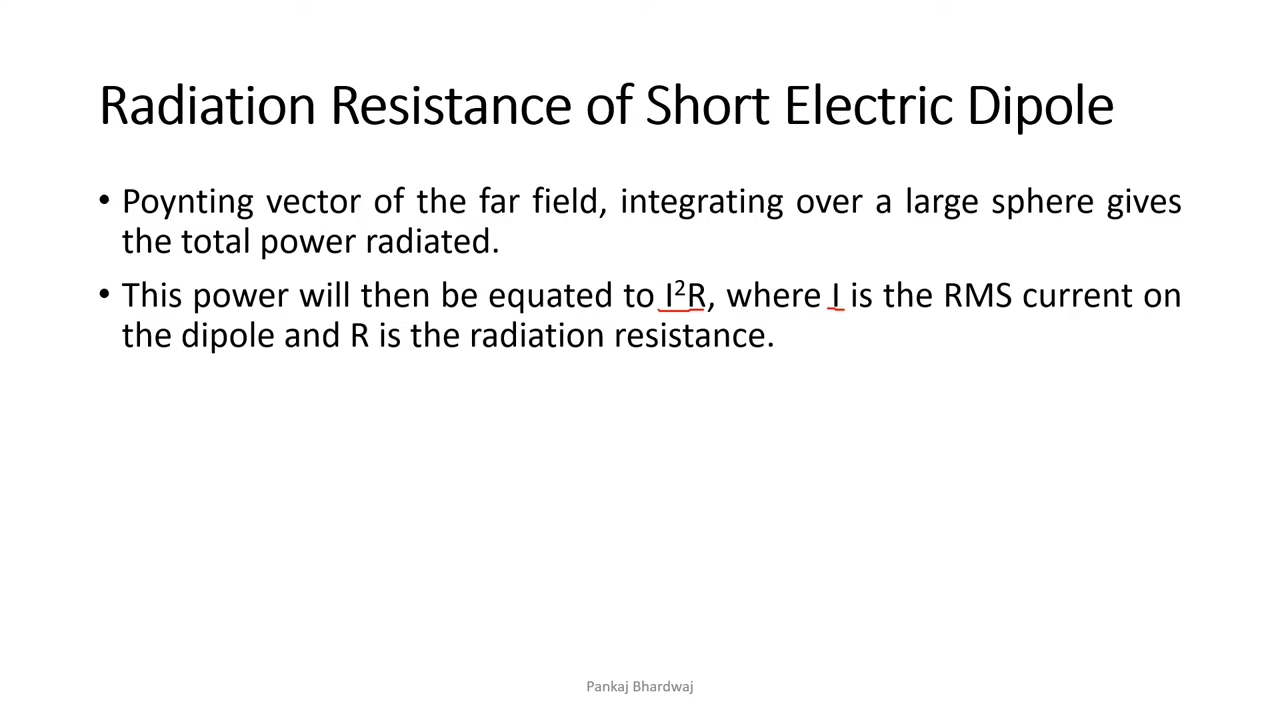 Radiation Resistance of Short Electric Dipole
• Poynting vector of the far field, integrating over a large sphere gives
the total power radiated.
• This power will then be equated to I²R, where I is the RMS current on
the dipole and R is the radiation resistance.
Pankaj Bhardwaj